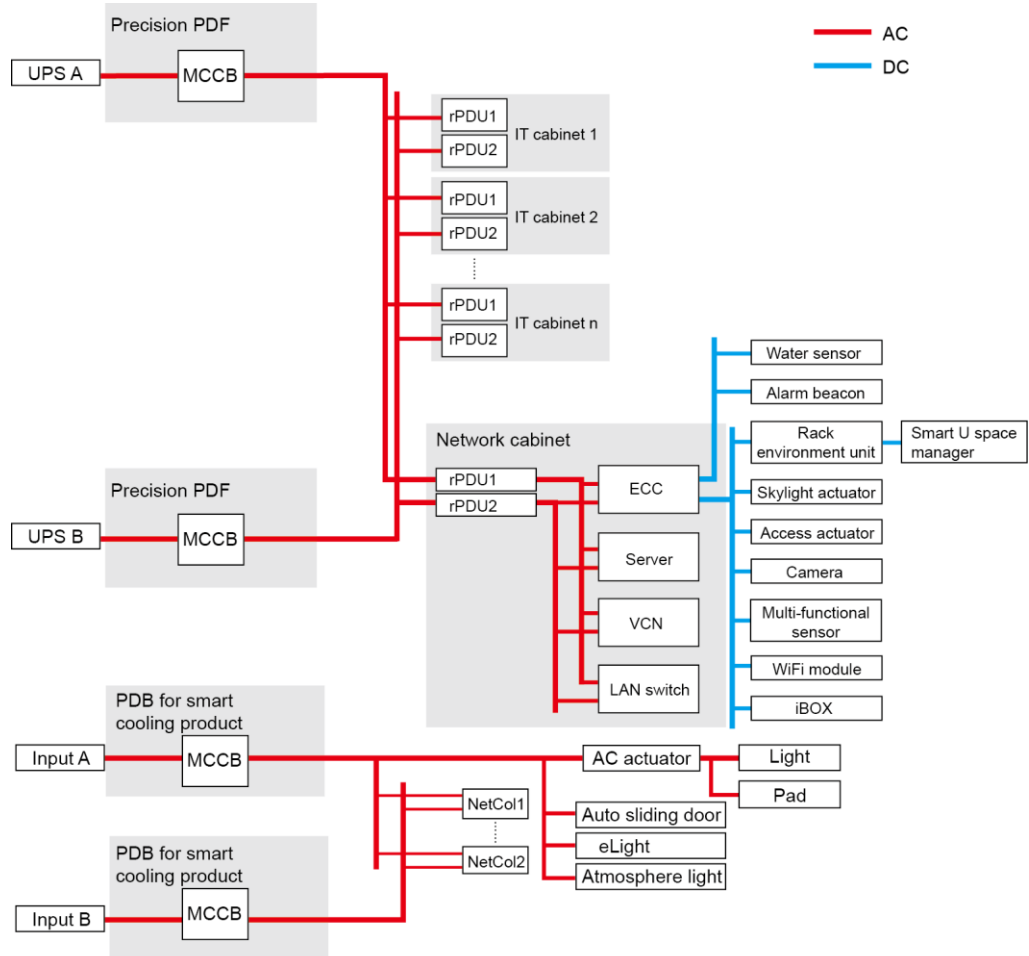 Precision PDF
UPS A
MCCB
AC
DC
rPDU1
rPDU2
IT cabinet 1
rPDU1
rPDU2
IT cabinet 2
rPDU1
rPDU2
IT cabinet n
Water sensor
Alarm beacon
Network cabinet
rPDU1
rPDU2
ECC
Server
VCN
LAN switch
Rack
environment unit
Smart U space
manager
Skylight actuator
Access actuator
Camera
Multi-functional
sensor
WiFi module
iBOX
Precision PDF
UPS B
MCCB
PDB for smart
cooling product
Input A
MCCB
AC actuator
Light
Pad
NetCol1
NetCol2
Auto sliding door
eLight
Atmosphere light
PDB for smart
cooling product
Input B
MCCB